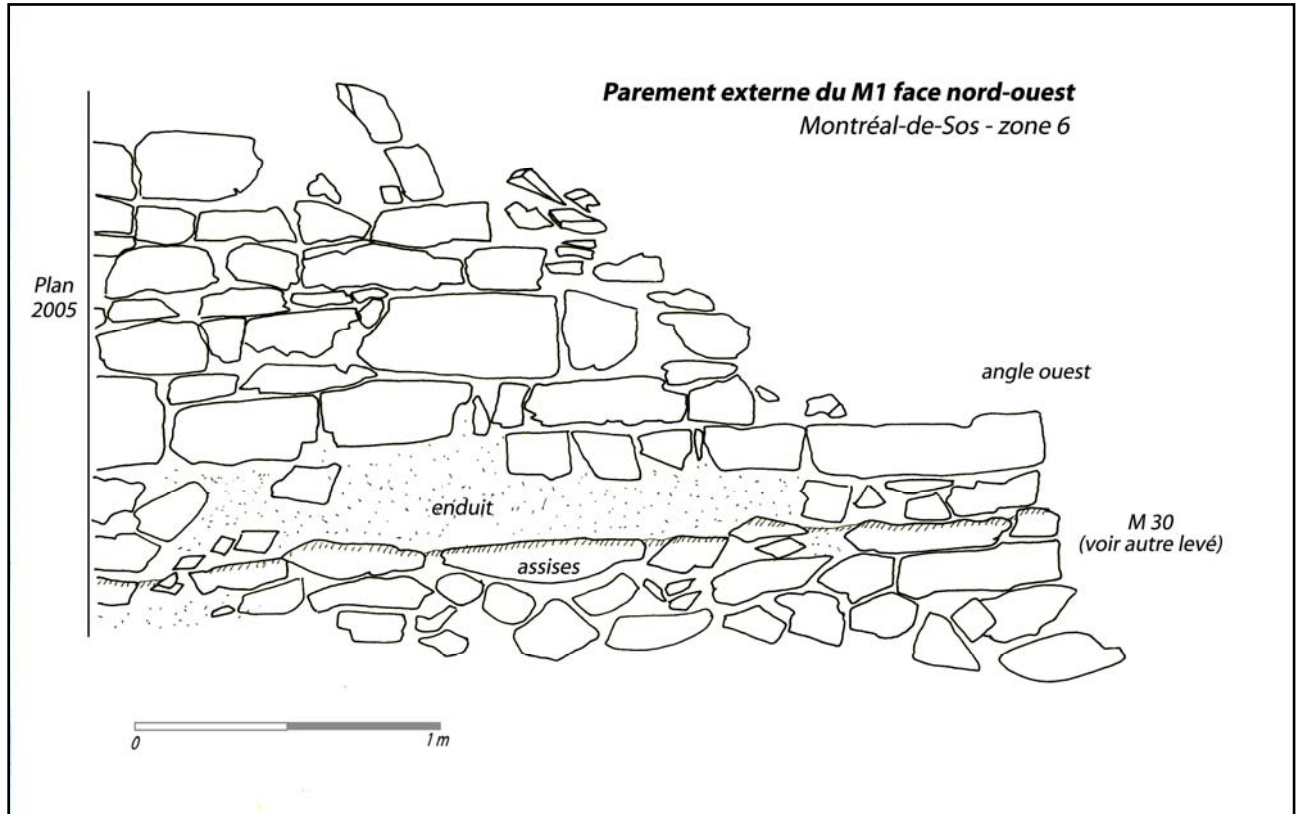 Parement externe du M1 face nord-ouest
Montréal-de-Sos - zone 6
Plan
2005
angle ouest
enduit
M 30
(voir autre levé)
assises
0
1 m